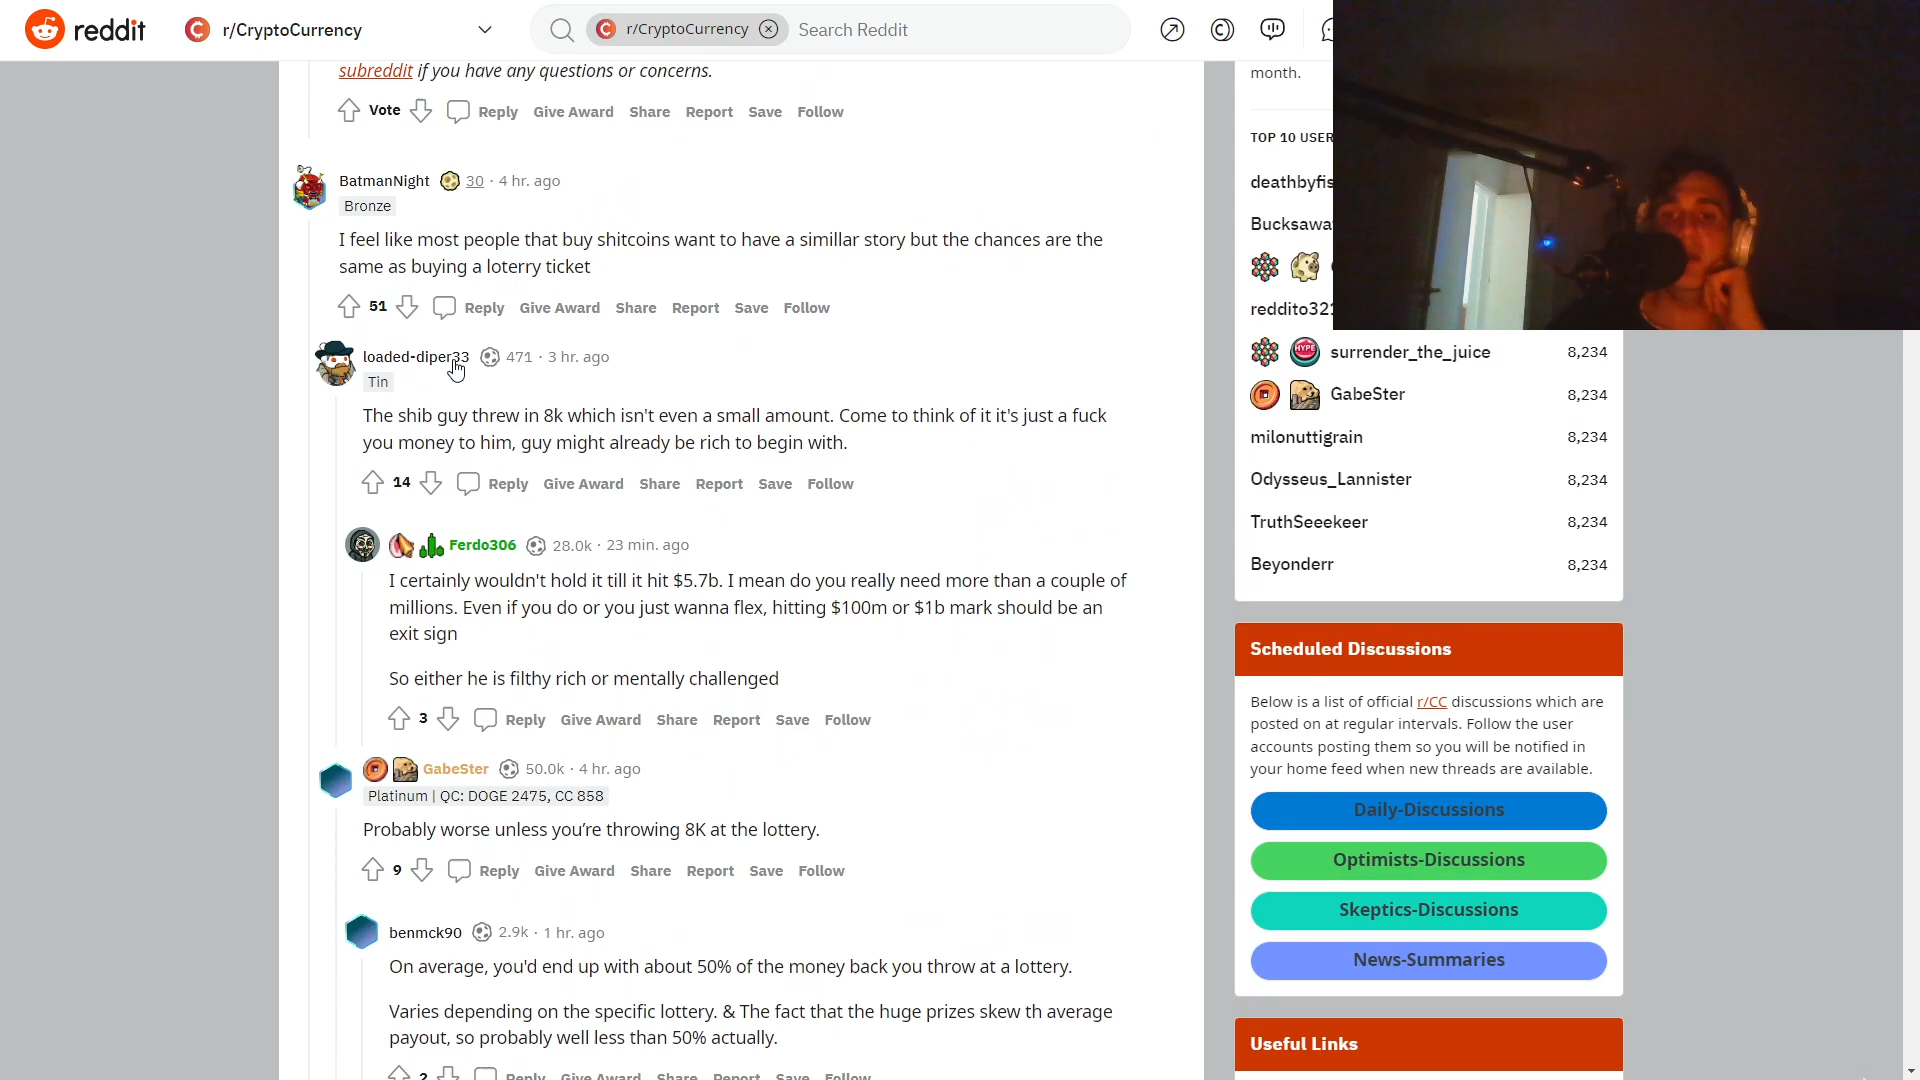 reddit
r/CryptoCurrency
r/CryptoCurrency
Search Reddit
subreddit if you have any questions or concerns.
Vote Reply Give Award Share Report Save Follow
BatmanNight 30 · 4 hr. ago
Bronze
I feel like most people that buy shitcoins want to have a simillar story but the chances are the
same as buying a loterry ticket
51 Reply Give Award Share Report Save Follow
loaded-diper33 471 · 3 hr. ago
Tin
The shib guy threw in 8k which isn't even a small amount. Come to think of it it's just a fuck
you money to him, guy might already be rich to begin with.
14 Reply Give Award Share Report Save Follow
Ferdo306 28.0k · 23 min. ago
I certainly wouldn't hold it till it hit $5.7b. I mean do you really need more than a couple of
millions. Even if you do or you just wanna flex, hitting $100m or $1b mark should be an
exit sign
So either he is filthy rich or mentally challenged
3 Reply Give Award Share Report Save Follow
GabeSter 50.0k · 4 hr. ago
Platinum | QC: DOGE 2475, CC 858
Probably worse unless you’re throwing 8K at the lottery.
9 Reply Give Award Share Report Save Follow
benmck90 2.9k · 1 hr. ago
On average, you'd end up with about 50% of the money back you throw at a lottery.
Varies depending on the specific lottery. & The fact that the huge prizes skew th average
payout, so probably well less than 50% actually.
2 Reply Give Award Share Report Save Follow
month.
TOP 10 USER
deathbyfis
Bucksawa
reddito321
HYPE surrender_the_juice 8,234
GabeSter 8,234
milonuttigrain 8,234
Odysseus_Lannister 8,234
TruthSeeekeer 8,234
Beyonderr 8,234
Scheduled Discussions
Below is a list of official r/CC discussions which are
posted on at regular intervals. Follow the user
accounts posting them so you will be notified in
your home feed when new threads are available.
Daily-Discussions
Optimists-Discussions
Skeptics-Discussions
News-Summaries
Useful Links